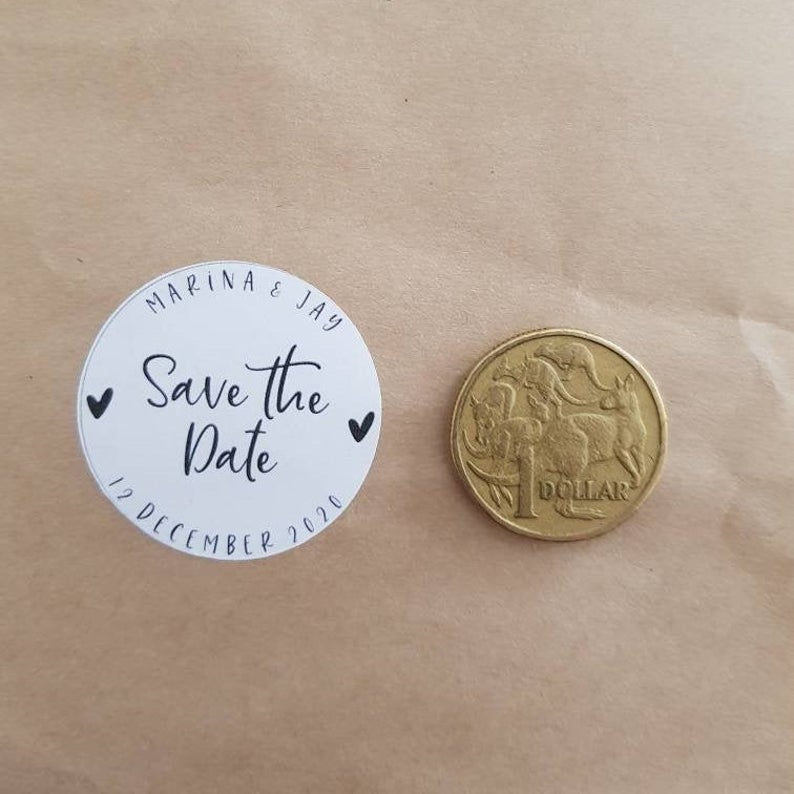 MARINA & JAY
Save the
Date
12 DECEMBER 2020
1
DOLLAR